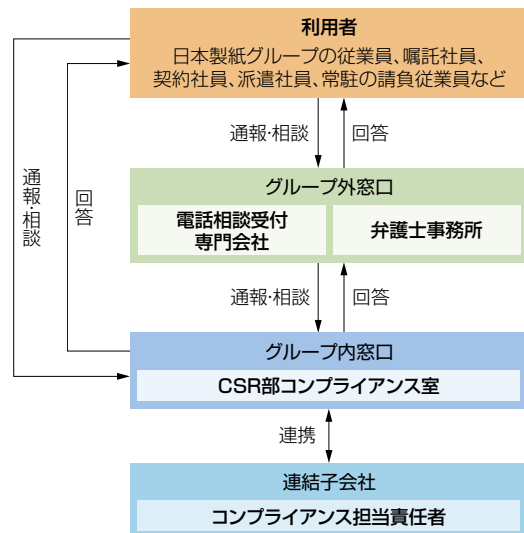 利用者
日本製紙グループの従業員、嘱託社員、
契約社員、派遣社員、常駐の請負従業員など
通報・相談
回答
通報・相談
回答
グループ外窓口
電話相談受付
専門会社
弁護士事務所
通報・相談
回答
グループ内窓口
CSR部コンプライアンス室
連携
連結子会社
コンプライアンス担当責任者